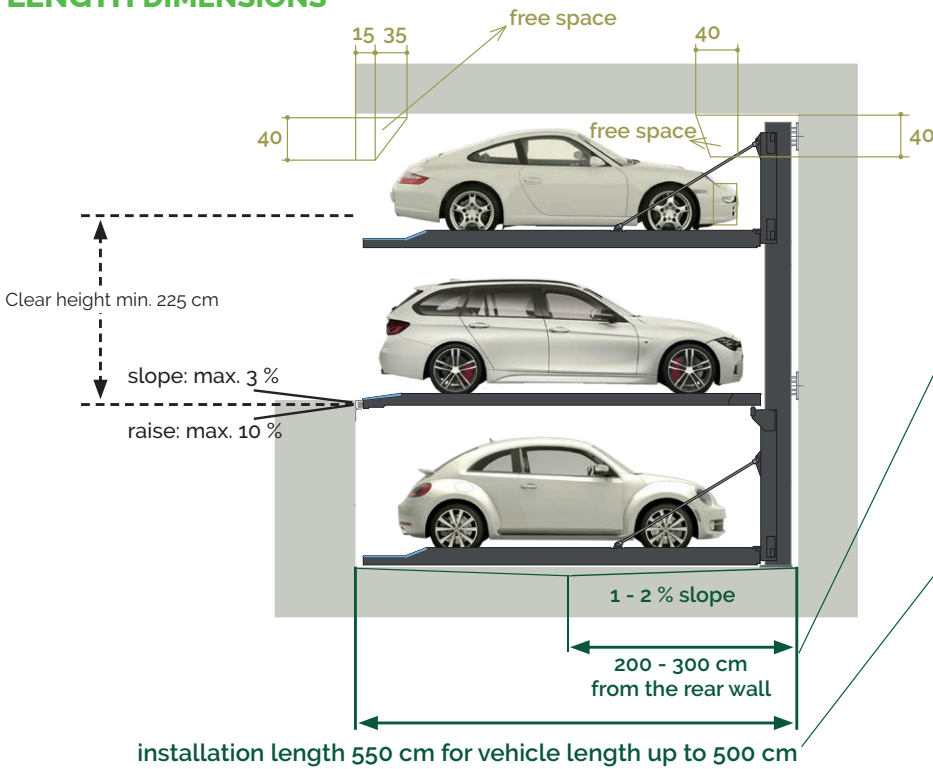 LENGTH DIMENSIONS
free space
15 35
40
40
free space
40
Clear height min. 225 cm
slope: max. 3 %
raise: max. 10 %
1 - 2 % slope
200 - 300 cm
from the rear wall
installation length 550 cm for vehicle length up to 500 cm